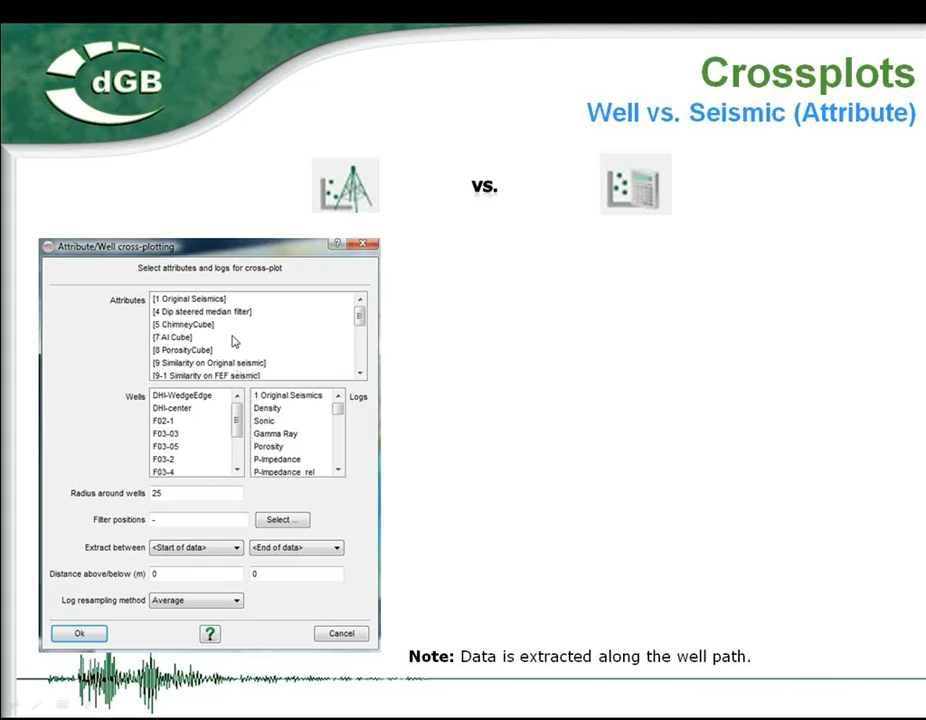 dGB
Crossplots
Well vs. Seismic (Attribute)
vs.
Attribute/Well cross-plotting
?
Select attributes and logs for cross-plot
Attributes
[1 Original Seismics]
[4 Dip steered median filter]
[5 ChimneyCube]
[7 AI Cube]
[8 PorosityCube]
[9 Similarity on Original seismic]
[9-1 Similarity on FEF seismic]
Wells
DHI-WedgeEdge
DHI-center
F02-1
F03-03
F03-05
F03-2
F03-4
1 Original Seismics
Density
Sonic
Gamma Ray
Porosity
P-Impedance
P-Impedance_rel
Logs
Radius around wells 25
Filter positions - Select ...
Extract between <Start of data> <End of data>
Distance above/below (m) 0 0
Log resampling method Average
Ok ? Cancel
Note: Data is extracted along the well path.